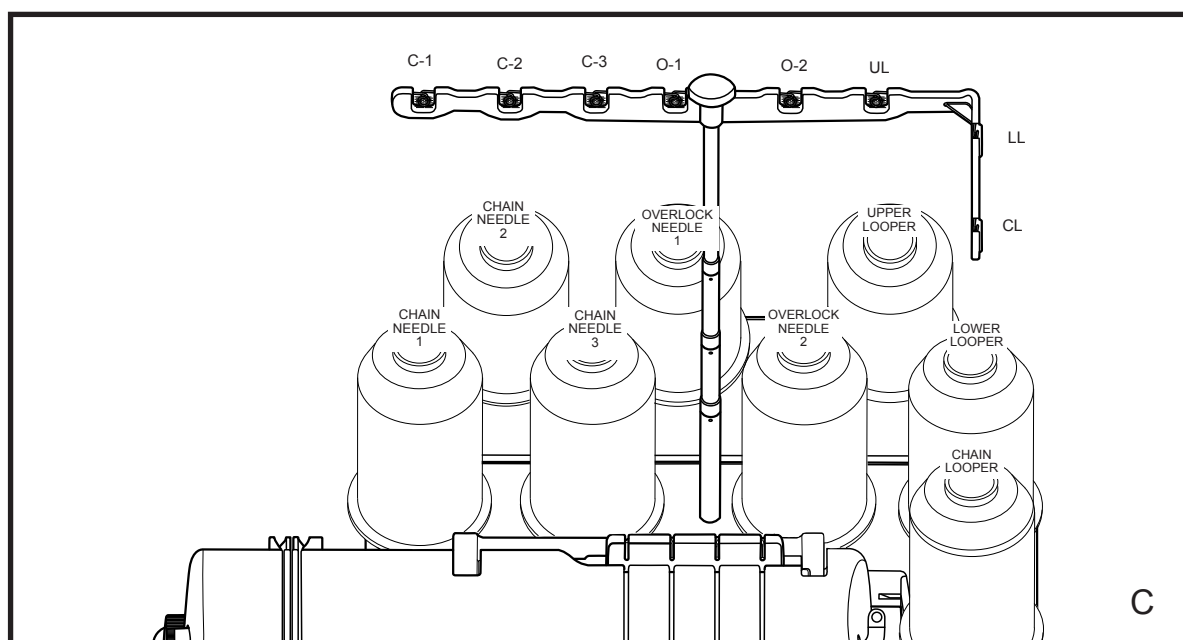 C-1
C-2
C-3
O-1
O-2
UL
LL
CL
CHAIN
NEEDLE
2
OVERLOCK
NEEDLE
1
UPPER
LOOPER
CHAIN
NEEDLE
1
CHAIN
NEEDLE
3
OVERLOCK
NEEDLE
2
LOWER
LOOPER
CHAIN
LOOPER
C